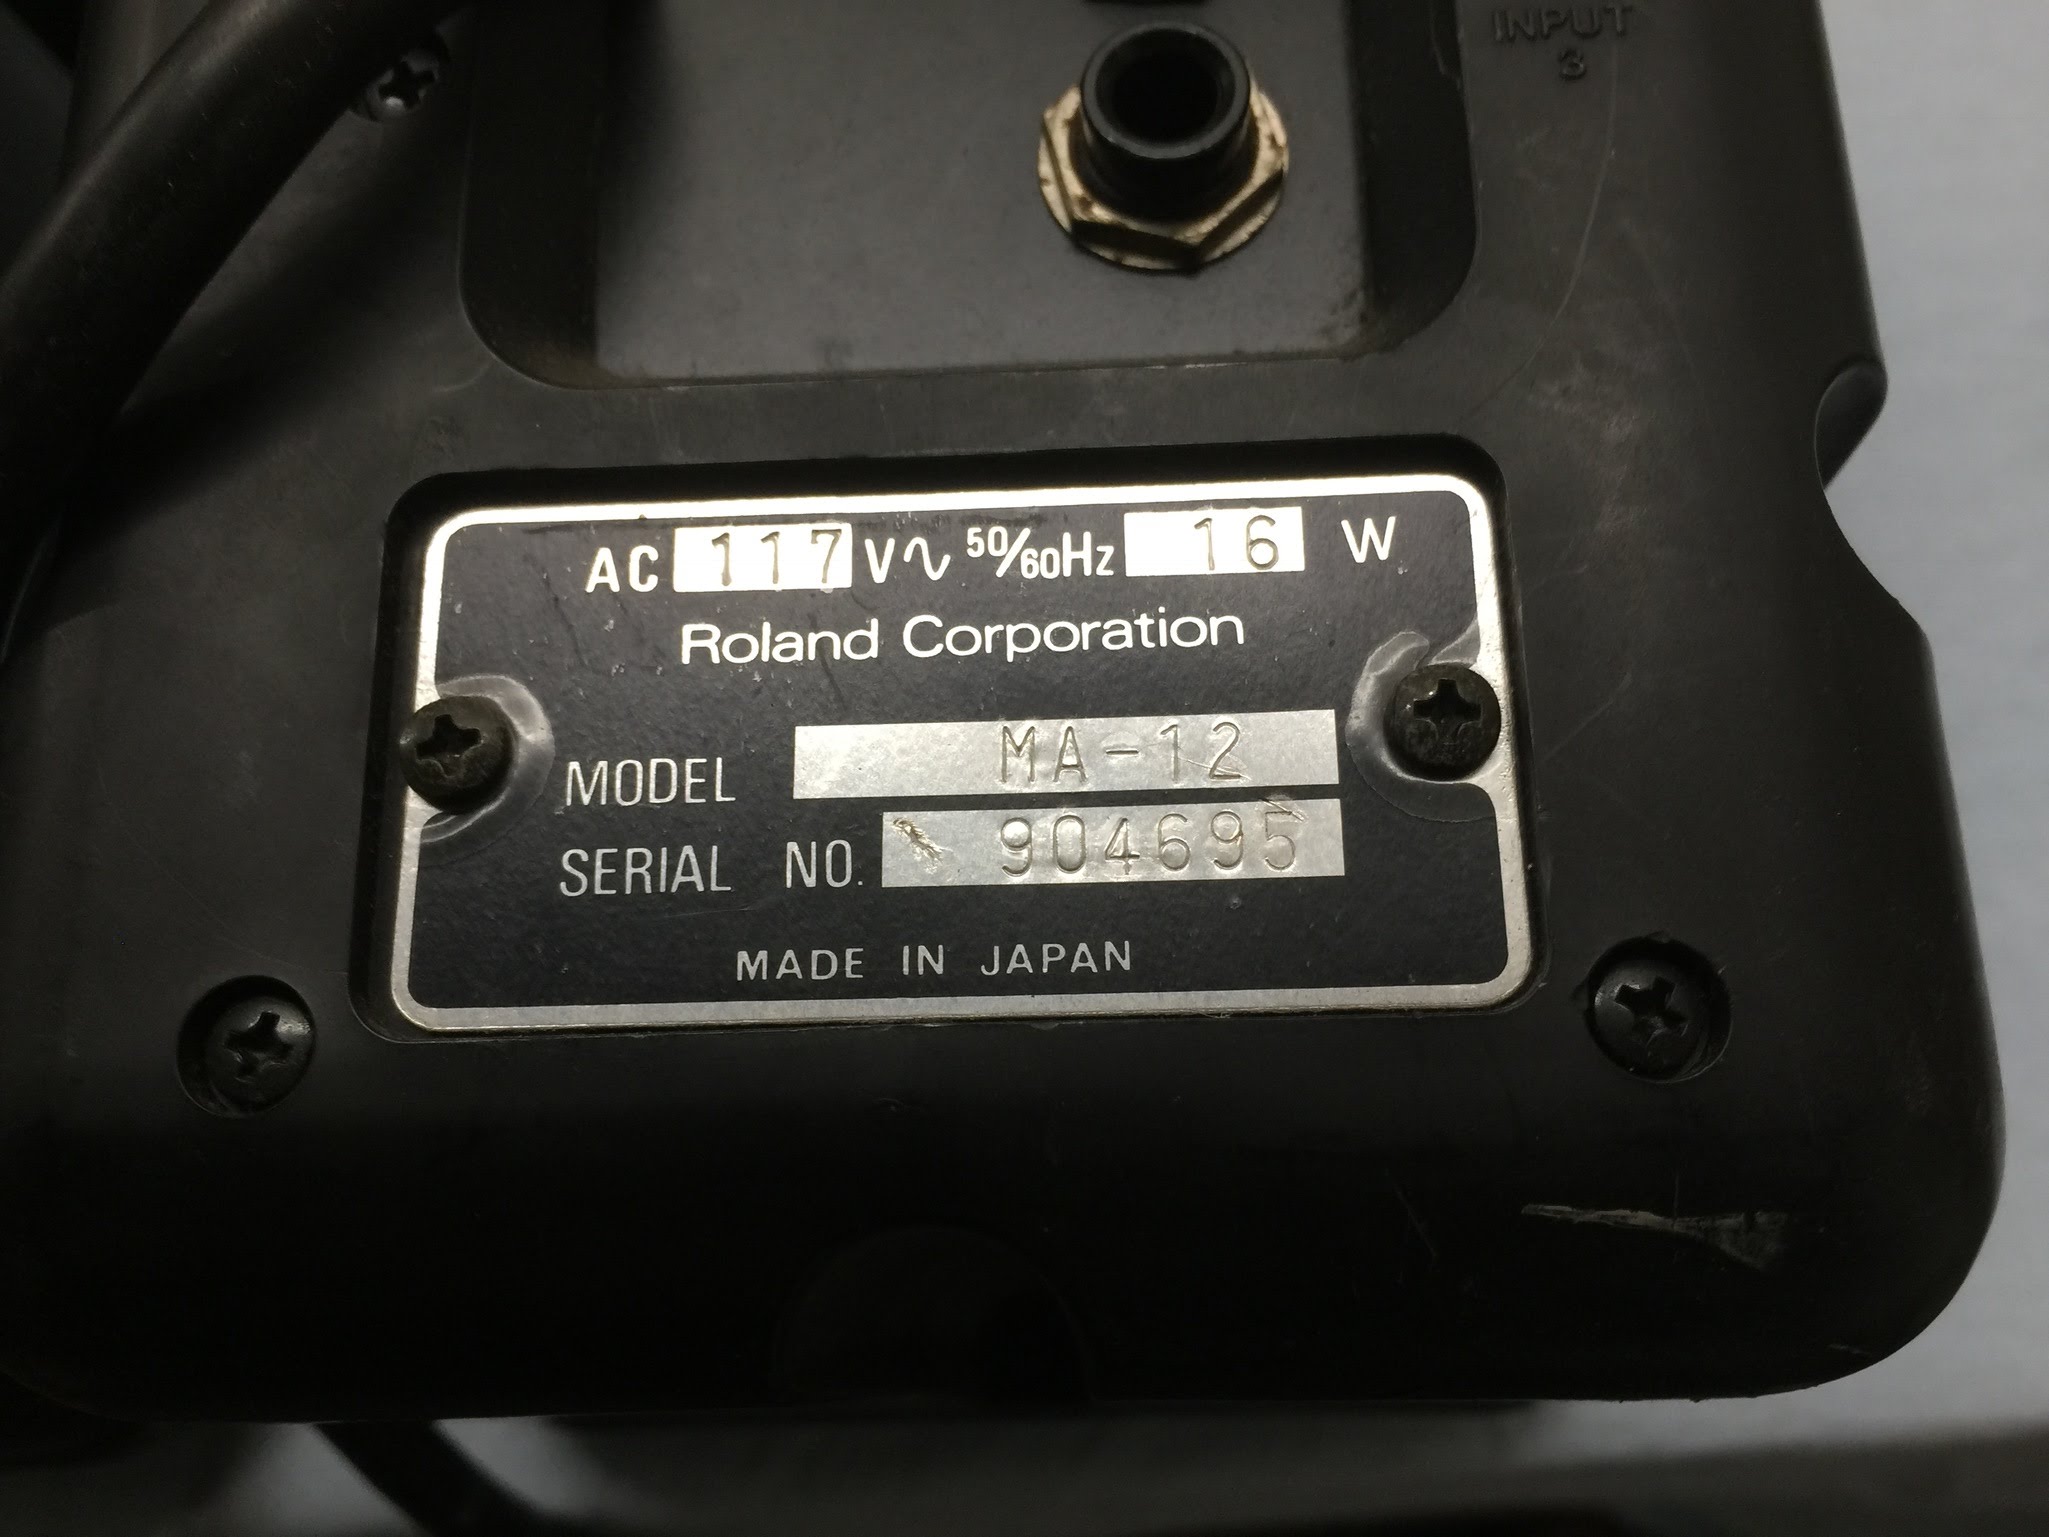 INPUT
3
AC 117 V∿ 50/60Hz 16 W
Roland Corporation
MODEL MA-12
SERIAL NO. 904695
MADE IN JAPAN